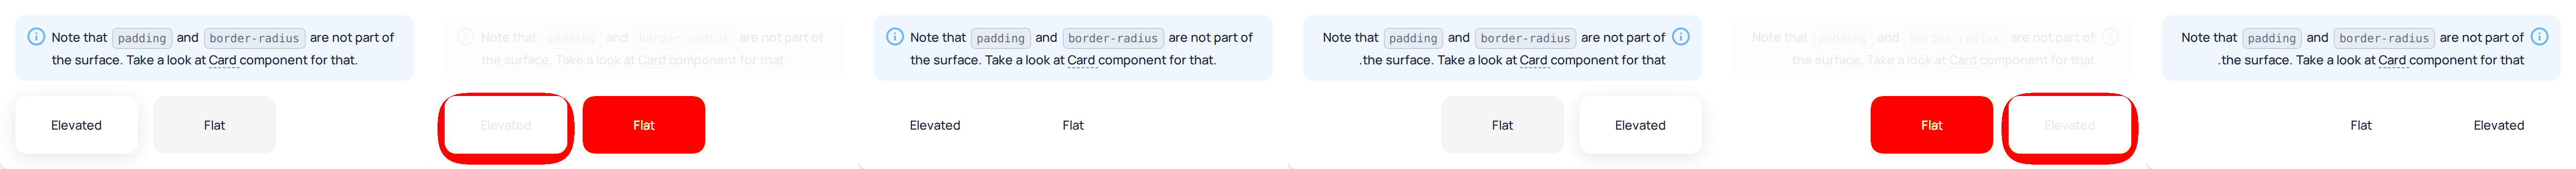 Note that padding and border-radius are not part of
the surface. Take a look at Card component for that.
Elevated
Flat
Note that padding and border-radius are not part of
the surface. Take a look at Card component for that.
Elevated
Flat
Note that padding and border-radius are not part of
the surface. Take a look at Card component for that.
Elevated
Flat
Note that padding and border-radius are not part of
.the surface. Take a look at Card component for that
Flat
Elevated
Note that padding and border-radius are not part of
.the surface. Take a look at Card component for that
Flat
Elevated
Note that padding and border-radius are not part of
.the surface. Take a look at Card component for that
Flat
Elevated